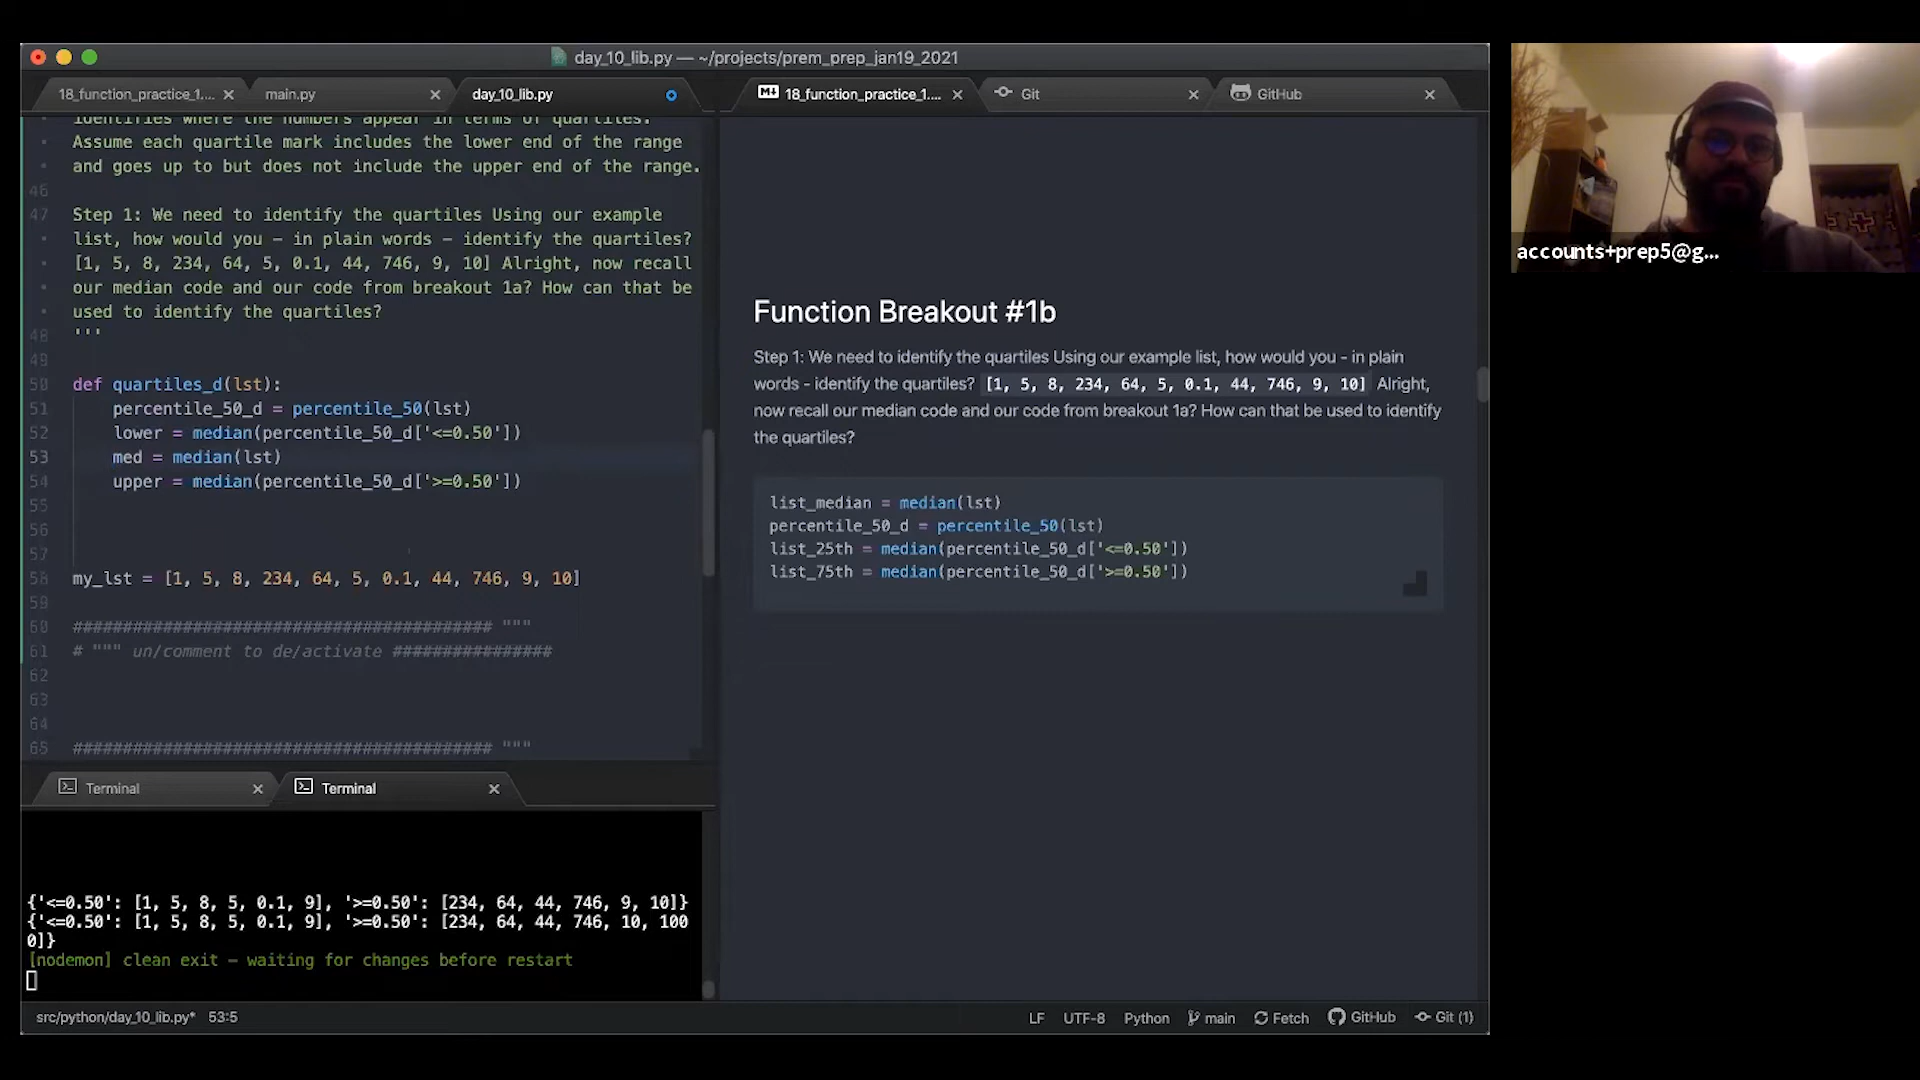 day_10_lib.py — ~/projects/prem_prep_jan19_2021
18_function_practice_1....
main.py
day_10_lib.py
18_function_practice_1....
Git
GitHub
identifies where the numbers appear in terms of quartiles.
Assume each quartile mark includes the lower end of the range
and goes up to but does not include the upper end of the range.
46
47 Step 1: We need to identify the quartiles Using our example
list, how would you – in plain words – identify the quartiles?
[1, 5, 8, 234, 64, 5, 0.1, 44, 746, 9, 10] Alright, now recall
our median code and our code from breakout 1a? How can that be
used to identify the quartiles?
48 '''
49
50 def quartiles_d(lst):
51 percentile_50_d = percentile_50(lst)
52 lower = median(percentile_50_d['<=0.50'])
53 med = median(lst)
54 upper = median(percentile_50_d['>=0.50'])
55
56
57
58 my_lst = [1, 5, 8, 234, 64, 5, 0.1, 44, 746, 9, 10]
59
60 ########################################## """
61 # """ un/comment to de/activate ################
62
63
64
65 ########################################## """
Function Breakout #1b
Step 1: We need to identify the quartiles Using our example list, how would you - in plain
words - identify the quartiles? [1, 5, 8, 234, 64, 5, 0.1, 44, 746, 9, 10] Alright,
now recall our median code and our code from breakout 1a? How can that be used to identify
the quartiles?
list_median = median(lst)
percentile_50_d = percentile_50(lst)
list_25th = median(percentile_50_d['<=0.50'])
list_75th = median(percentile_50_d['>=0.50'])
Terminal
Terminal
{'<=0.50': [1, 5, 8, 5, 0.1, 9], '>=0.50': [234, 64, 44, 746, 9, 10]}
{'<=0.50': [1, 5, 8, 5, 0.1, 9], '>=0.50': [234, 64, 44, 746, 10, 100
0]}
[nodemon] clean exit – waiting for changes before restart
src/python/day_10_lib.py* 53:5
LF UTF-8 Python main Fetch GitHub Git (1)
accounts+prep5@g...